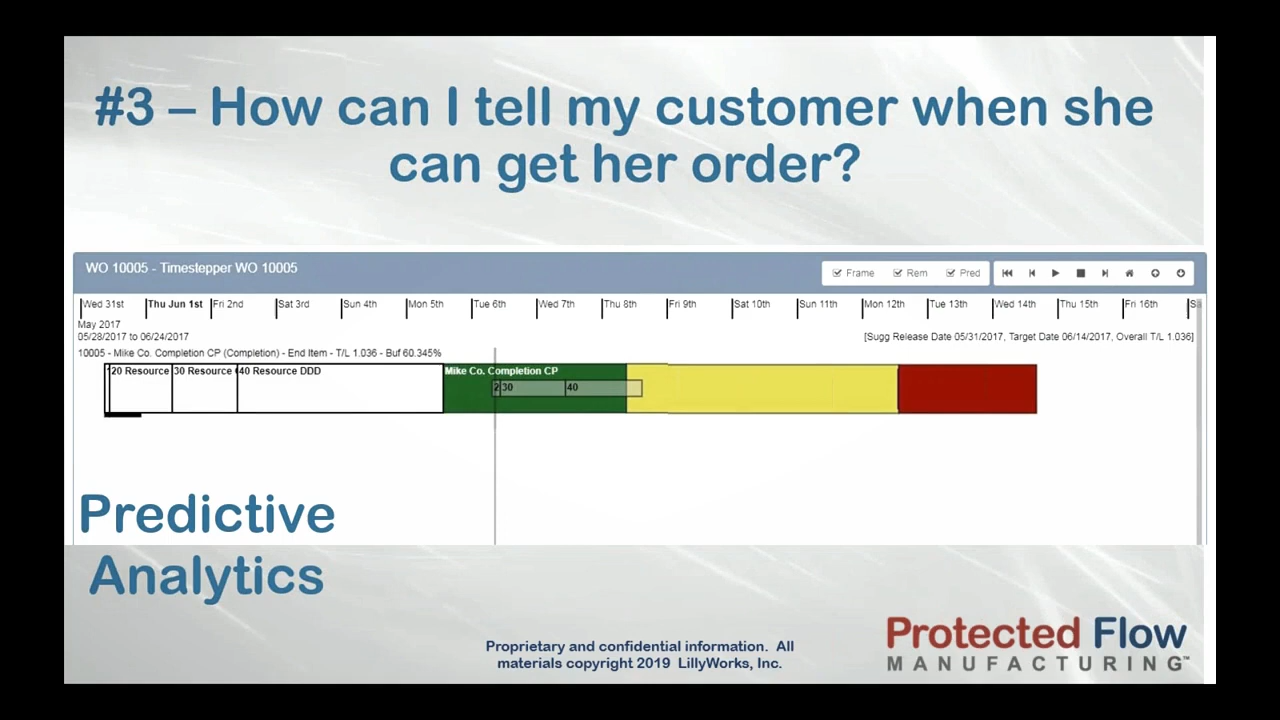 #3 – How can I tell my customer when she
can get her order?
WO 10005 - Timestepper WO 10005
Frame Rem Pred
Wed 31st Thu Jun 1st Fri 2nd Sat 3rd Sun 4th Mon 5th Tue 6th Wed 7th Thu 8th Fri 9th Sat 10th Sun 11th Mon 12th Tue 13th Wed 14th Thu 15th Fri 16th
May 2017
05/28/2017 to 06/24/2017 [Sugg Release Date 05/31/2017, Target Date 06/14/2017, Overall T/L 1.036]
10005 - Mike Co. Completion CP (Completion) - End Item - T/L 1.036 - Buf 60.345%
20 Resource 30 Resource 40 Resource DDD Mike Co. Completion CP
2 30 40
Predictive
Analytics
Proprietary and confidential information. All
materials copyright 2019 LillyWorks, Inc.
Protected Flow
MANUFACTURING™